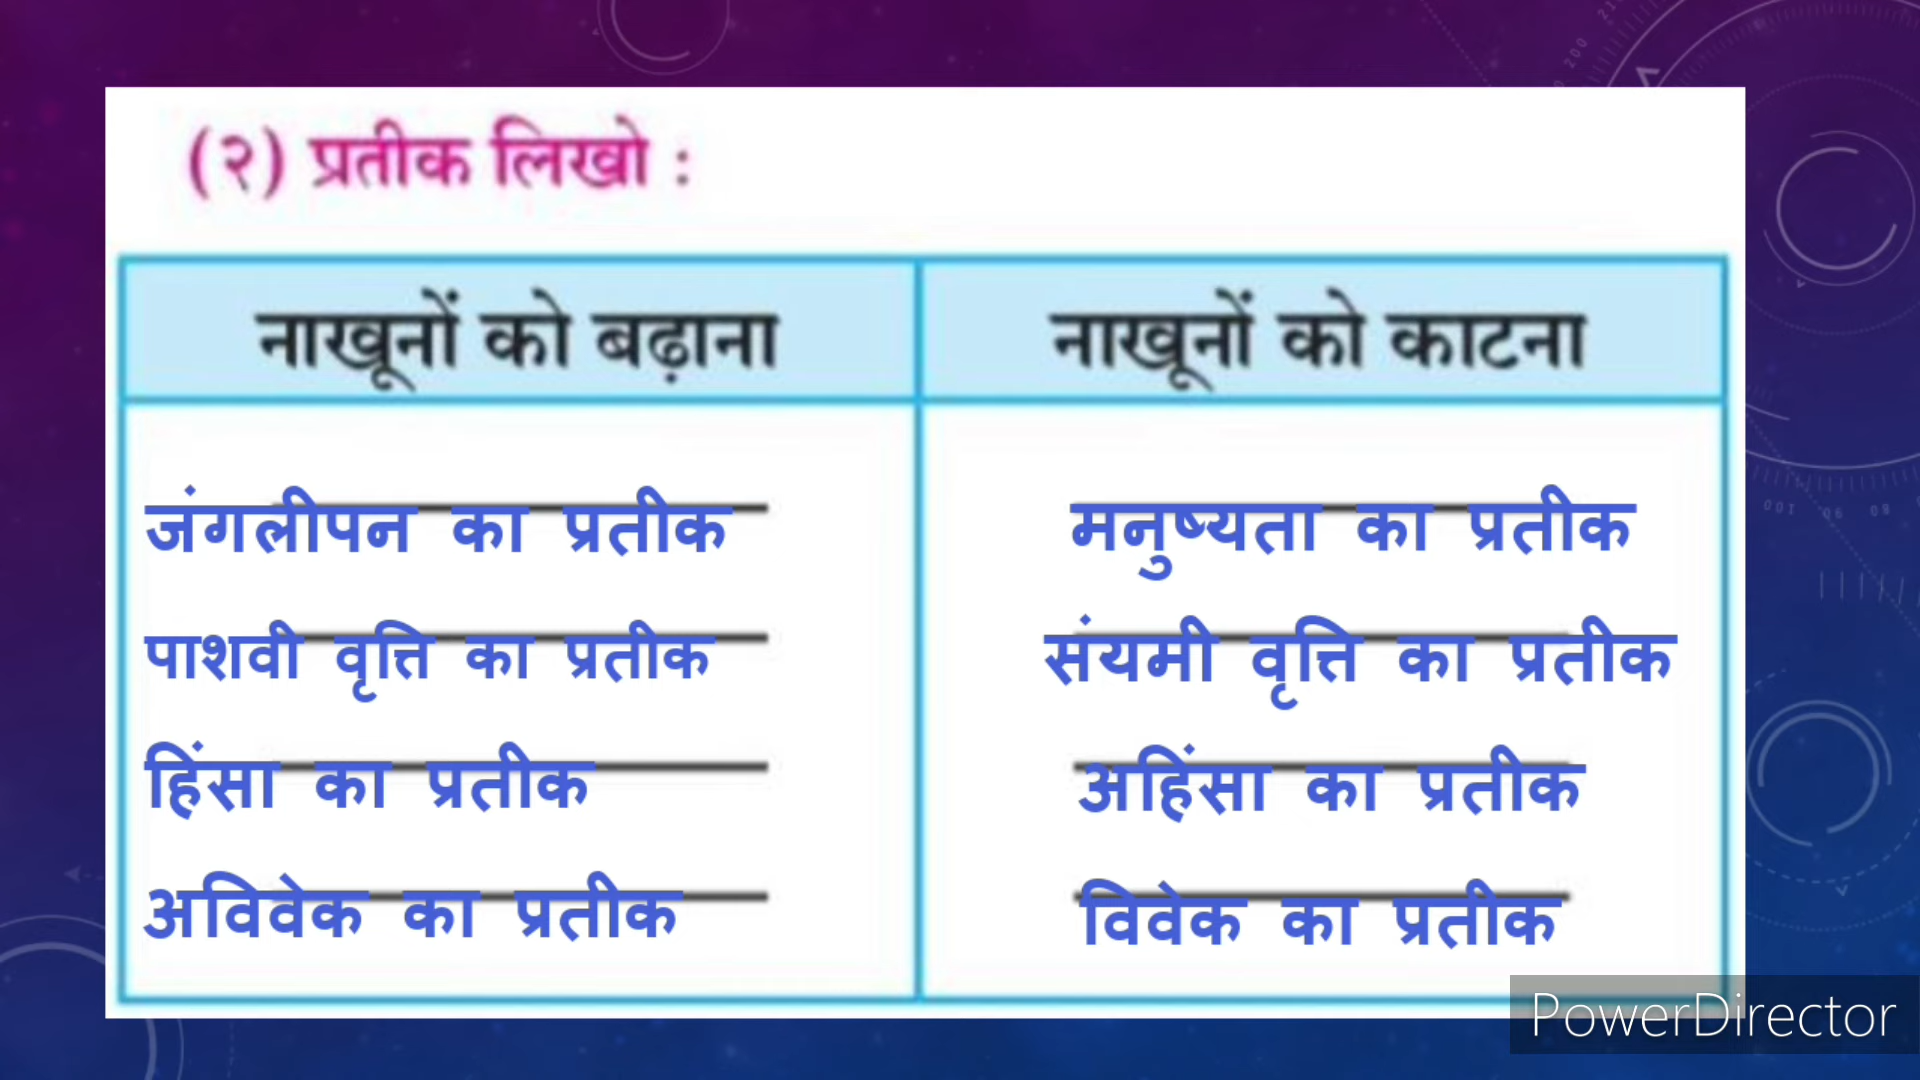 (२) प्रतीक लिखो :
नाखूनों को बढ़ाना
नाखूनों को काटना
जंगलीपन का प्रतीक
मनुष्यता का प्रतीक
पाशवी वृत्ति का प्रतीक
संयमी वृत्ति का प्रतीक
हिंसा का प्रतीक
अहिंसा का प्रतीक
अविवेक का प्रतीक
विवेक का प्रतीक
PowerDirector